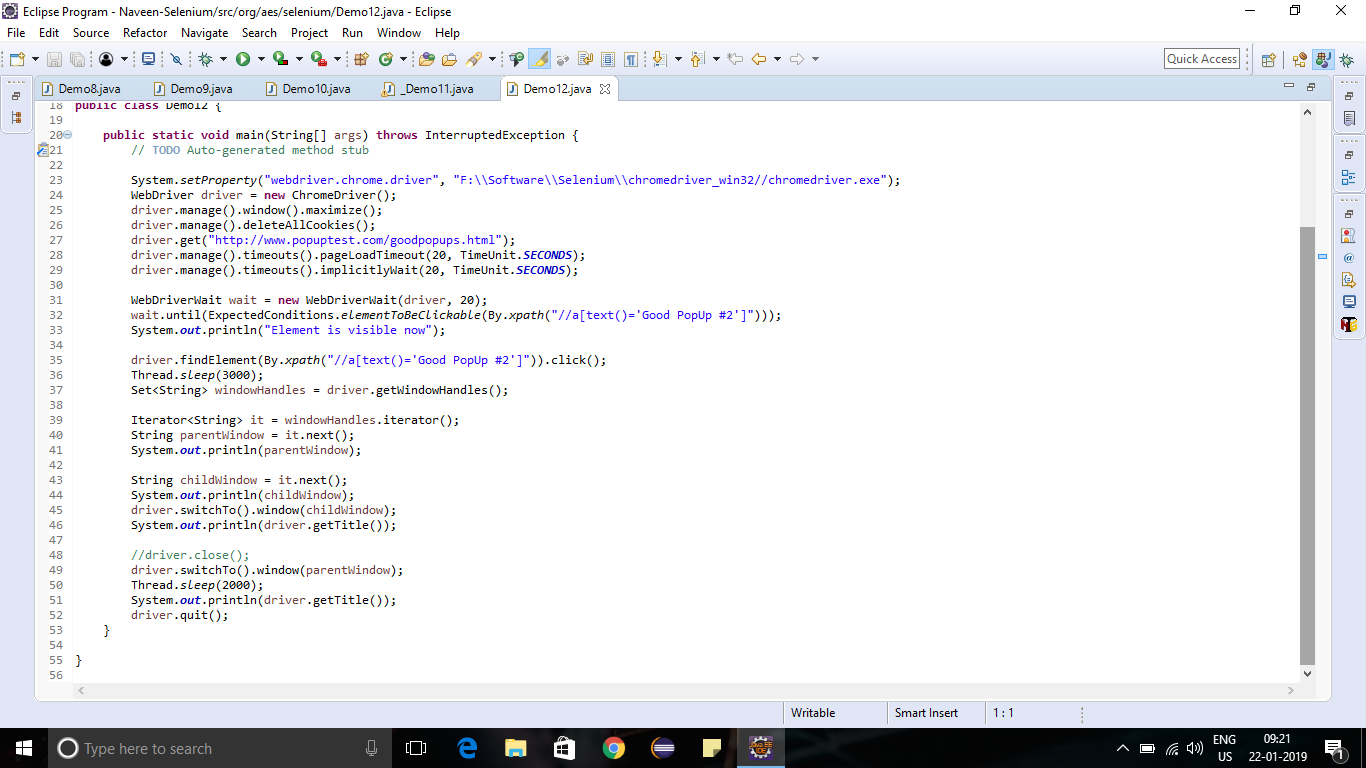 Eclipse Program - Naveen-Selenium/src/org/aes/selenium/Demo12.java - Eclipse
File Edit Source Refactor Navigate Search Project Run Window Help
Quick Access
Demo8.java Demo9.java Demo10.java _Demo11.java Demo12.java
18 public class Demo12 {
19
20 public static void main(String[] args) throws InterruptedException {
21 // TODO Auto-generated method stub
22
23 System.setProperty("webdriver.chrome.driver", "F:\\Software\\Selenium\\chromedriver_win32//chromedriver.exe");
24 WebDriver driver = new ChromeDriver();
25 driver.manage().window().maximize();
26 driver.manage().deleteAllCookies();
27 driver.get("http://www.popuptest.com/goodpopups.html");
28 driver.manage().timeouts().pageLoadTimeout(20, TimeUnit.SECONDS);
29 driver.manage().timeouts().implicitlyWait(20, TimeUnit.SECONDS);
30
31 WebDriverWait wait = new WebDriverWait(driver, 20);
32 wait.until(ExpectedConditions.elementToBeClickable(By.xpath("//a[text()='Good PopUp #2']")));
33 System.out.println("Element is visible now");
34
35 driver.findElement(By.xpath("//a[text()='Good PopUp #2']")).click();
36 Thread.sleep(3000);
37 Set<String> windowHandles = driver.getWindowHandles();
38
39 Iterator<String> it = windowHandles.iterator();
40 String parentWindow = it.next();
41 System.out.println(parentWindow);
42
43 String childWindow = it.next();
44 System.out.println(childWindow);
45 driver.switchTo().window(childWindow);
46 System.out.println(driver.getTitle());
47
48 //driver.close();
49 driver.switchTo().window(parentWindow);
50 Thread.sleep(2000);
51 System.out.println(driver.getTitle());
52 driver.quit();
53 }
54
55 }
56
Writable Smart Insert 1 : 1
Type here to search
ENG 09:21
US 22-01-2019 1